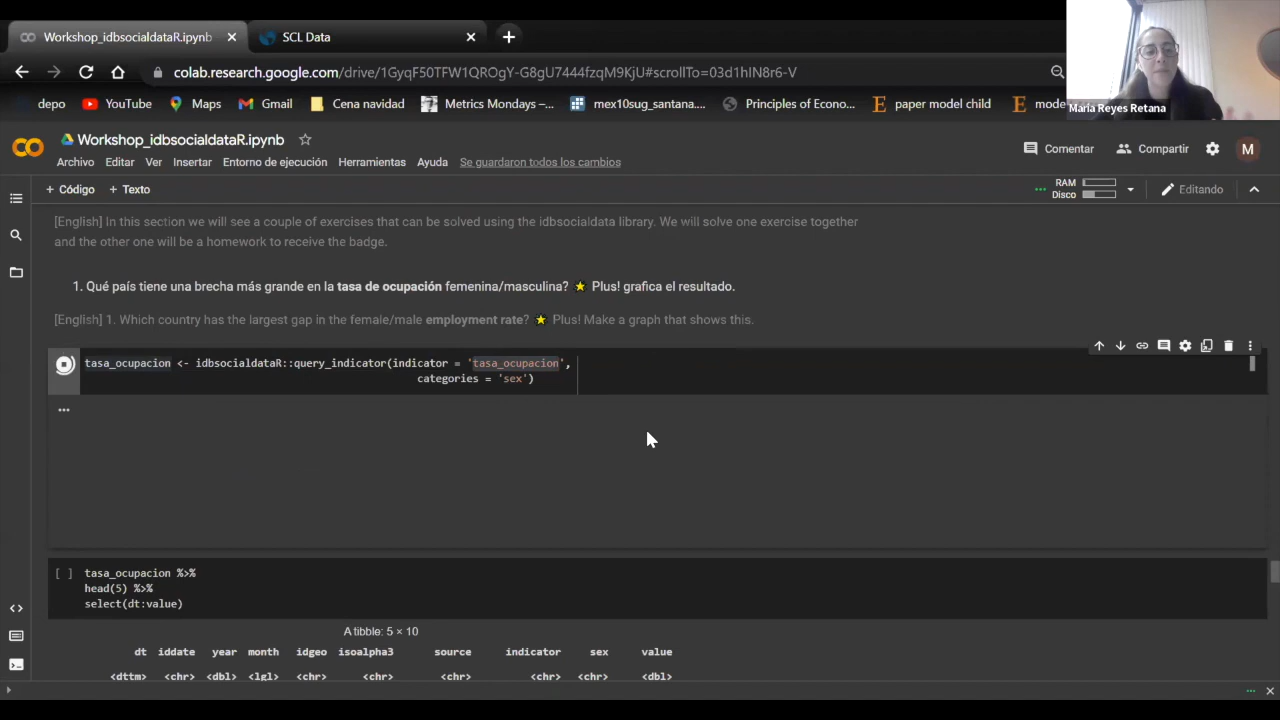 Workshop_idbsocialdataR.ipynb
SCL Data
colab.research.google.com/drive/1GyqF50TFW1QROgY-G8gU7444fzqM9KjU#scrollTo=03d1hIN8r6-V
depo YouTube Maps Gmail Cena navidad Metrics Mondays –... mex10sug_santana.... Principles of Econo... paper model child mode
María Reyes Retana
Workshop_idbsocialdataR.ipynb
Archivo Editar Ver Insertar Entorno de ejecución Herramientas Ayuda Se guardaron todos los cambios
Comentar Compartir M
+ Código + Texto
RAM
Disco
Editando
[English] In this section we will see a couple of exercises that can be solved using the idbsocialdata library. We will solve one exercise together
and the other one will be a homework to receive the badge.
1. Qué país tiene una brecha más grande en la tasa de ocupación femenina/masculina? ⭐ Plus! grafica el resultado.
[English] 1. Which country has the largest gap in the female/male employment rate? ⭐ Plus! Make a graph that shows this.
tasa_ocupacion <- idbsocialdataR::query_indicator(indicator = 'tasa_ocupacion',
categories = 'sex')
...
[ ] tasa_ocupacion %>%
head(5) %>%
select(dt:value)
A tibble: 5 × 10
dt iddate year month idgeo isoalpha3 source indicator sex value
<dttm> <chr> <dbl> <lgl> <chr> <chr> <chr> <chr> <chr> <dbl>